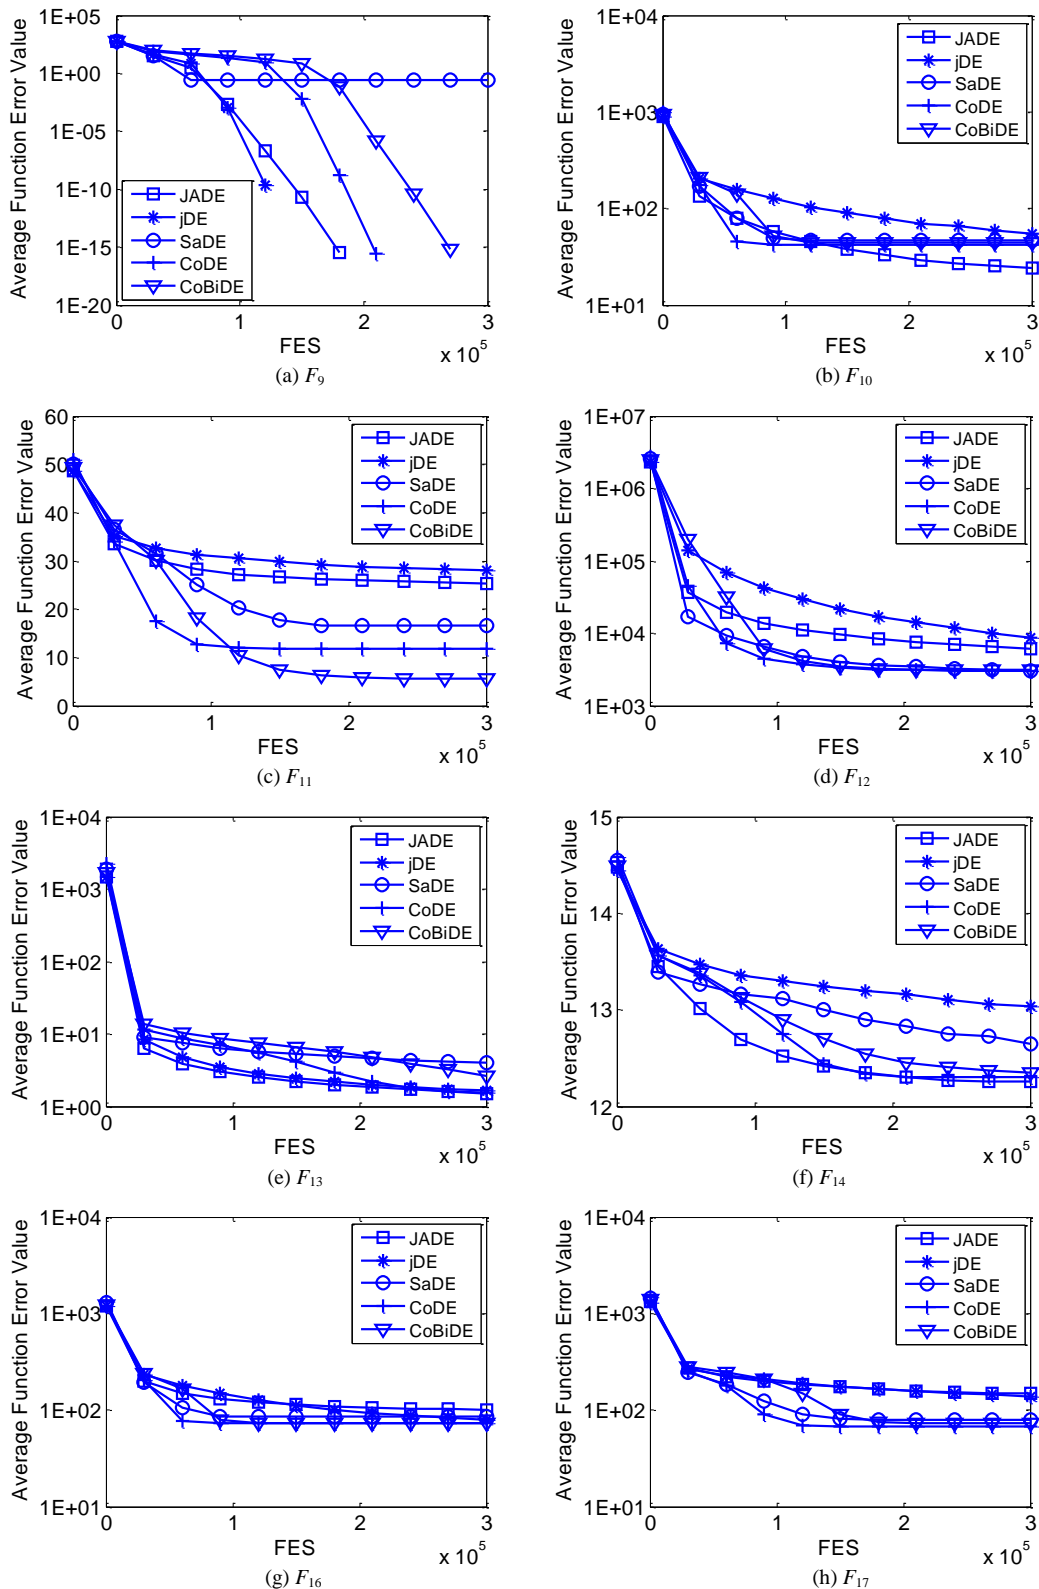 Average Function Error Value
1E+05
1E+00
1E-05
1E-10
1E-15
1E-20
JADE
jDE
SaDE
CoDE
CoBiDE
0 1 2 3
FES
x 10^5
(a) F9
Average Function Error Value
1E+04
1E+03
1E+02
1E+01
JADE
jDE
SaDE
CoDE
CoBiDE
0 1 2 3
FES
x 10^5
(b) F10
Average Function Error Value
60
50
40
30
20
10
0
JADE
jDE
SaDE
CoDE
CoBiDE
0 1 2 3
FES
x 10^5
(c) F11
Average Function Error Value
1E+07
1E+06
1E+05
1E+04
1E+03
JADE
jDE
SaDE
CoDE
CoBiDE
0 1 2 3
FES
x 10^5
(d) F12
Average Function Error Value
1E+04
1E+03
1E+02
1E+01
1E+00
JADE
jDE
SaDE
CoDE
CoBiDE
0 1 2 3
FES
x 10^5
(e) F13
Average Function Error Value
15
14
13
12
JADE
jDE
SaDE
CoDE
CoBiDE
0 1 2 3
FES
x 10^5
(f) F14
Average Function Error Value
1E+04
1E+03
1E+02
1E+01
JADE
jDE
SaDE
CoDE
CoBiDE
0 1 2 3
FES
x 10^5
(g) F16
Average Function Error Value
1E+04
1E+03
1E+02
1E+01
JADE
jDE
SaDE
CoDE
CoBiDE
0 1 2 3
FES
x 10^5
(h) F17